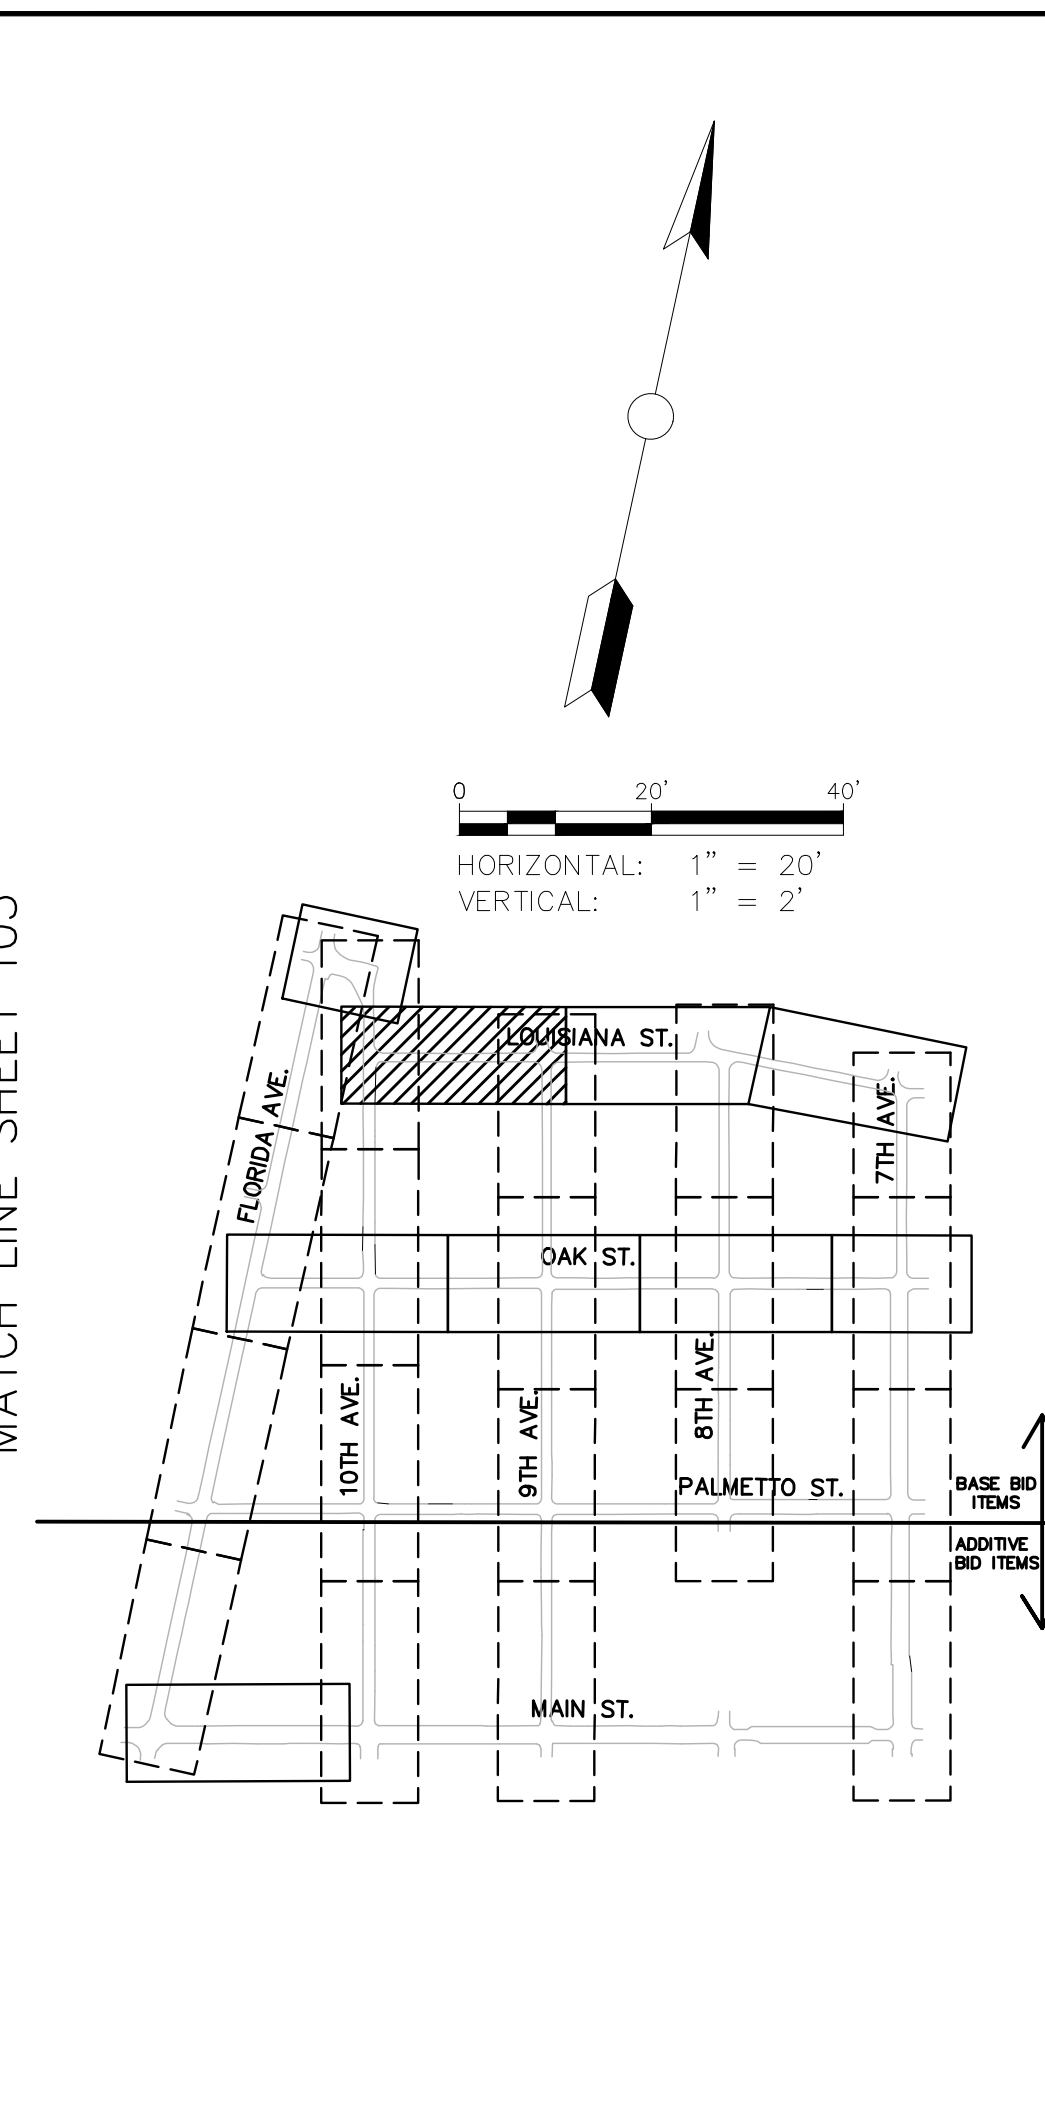 0 20' 40'
HORIZONTAL: 1" = 20'
VERTICAL: 1" = 2'
MATCH LINE SHEET
LOUISIANA ST.
FLORIDA AVE.
7TH AVE.
OAK ST.
10TH AVE.
9TH AVE.
8TH AVE.
PALMETTO ST.
BASE BID
ITEMS
ADDITIVE
BID ITEMS
MAIN ST.